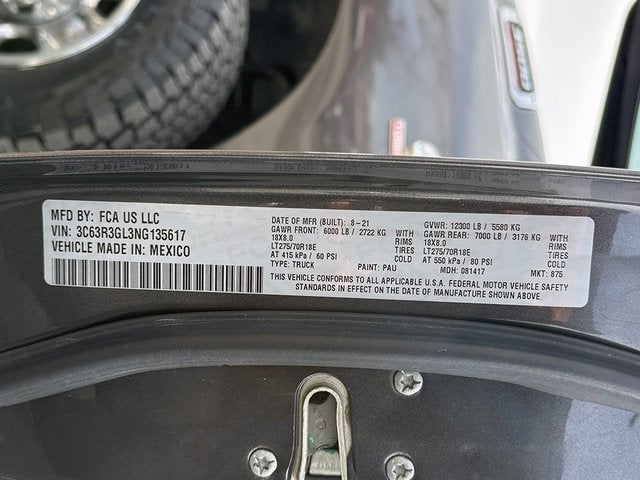 MFD BY: FCA US LLC
VIN: 3C63R3GL3NG135617
VEHICLE MADE IN: MEXICO
DATE OF MFR (BUILT): 8-21 GVWR: 12300 LB / 5580 KG
GAWR FRONT: 6000 LB / 2722 KG GAWR REAR: 7000 LB / 3176 KG
18X8.0 RIMS 18X8.0 RIMS
LT275/70R18E TIRES LT275/70R18E TIRES
AT 415 kPa / 60 PSI COLD AT 550 kPa / 80 PSI COLD
TYPE: TRUCK PAINT: PAU MDH: 081417 MKT: 875
THIS VEHICLE CONFORMS TO ALL APPLICABLE U.S.A. FEDERAL MOTOR VEHICLE SAFETY
STANDARDS IN EFFECT ON THE DATE OF MANUFACTURE SHOWN ABOVE.